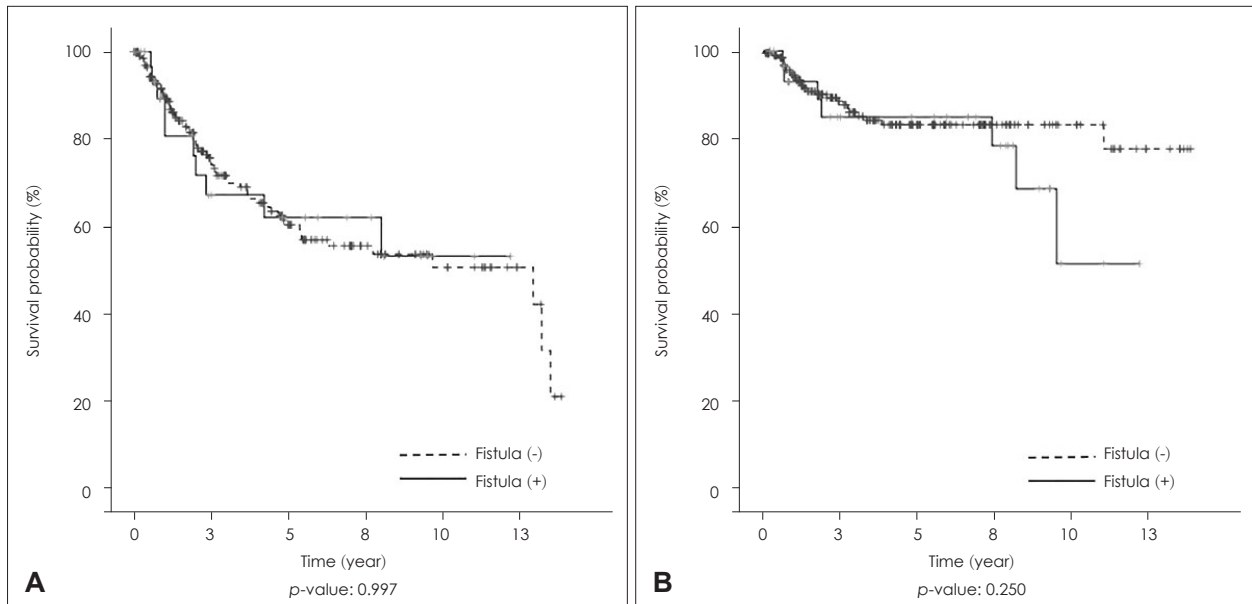 100
80
60
40
20
0
Survival probability (%)
Fistula (-)
Fistula (+)
0 3 5 8 10 13
Time (year)
A
p-value: 0.997
100
80
60
40
20
0
Survival probability (%)
Fistula (-)
Fistula (+)
0 3 5 8 10 13
Time (year)
B
p-value: 0.250